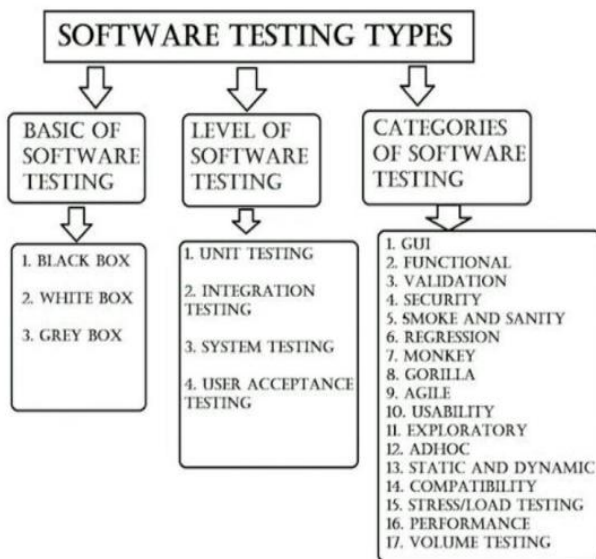 SOFTWARE TESTING TYPES
BASIC OF
SOFTWARE
TESTING
LEVEL OF
SOFTWARE
TESTING
CATEGORIES
OF SOFTWARE
TESTING
1. BLACK BOX
2. WHITE BOX
3. GREY BOX
1. UNIT TESTING
2. INTEGRATION
TESTING
3. SYSTEM TESTING
4. USER ACCEPTANCE
TESTING
1. GUI
2. FUNCTIONAL
3. VALIDATION
4. SECURITY
5. SMOKE AND SANITY
6. REGRESSION
7. MONKEY
8. GORILLA
9. AGILE
10. USABILITY
11. EXPLORATORY
12. ADHOC
13. STATIC AND DYNAMIC
14. COMPATIBILITY
15. STRESS/LOAD TESTING
16. PERFORMANCE
17. VOLUME TESTING